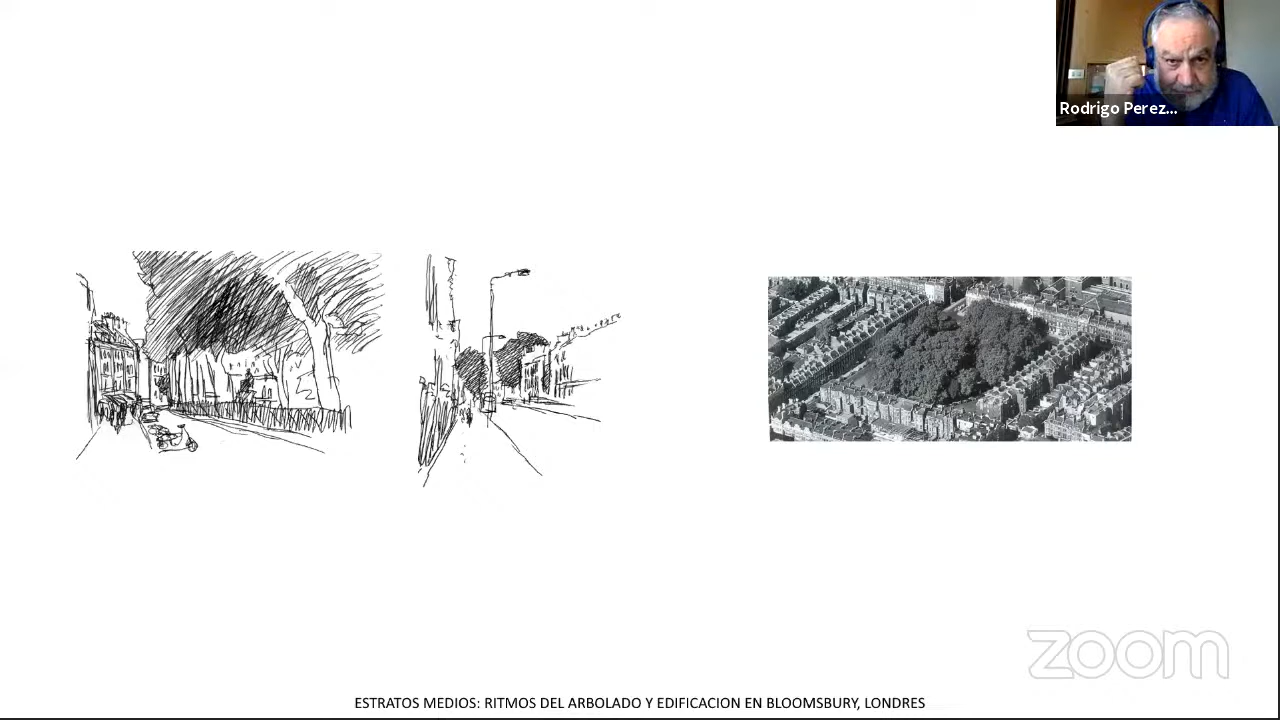 Rodrigo Perez...
zoom
ESTRATOS MEDIOS: RITMOS DEL ARBOLADO Y EDIFICACION EN BLOOMSBURY, LONDRES